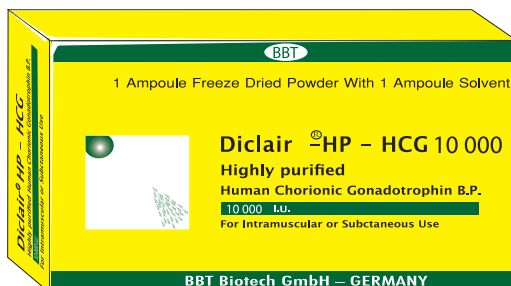 BBT
1 Ampoule Freeze Dried Powder With 1 Ampoule Solvent
Diclair ®-HP – HCG 10 000
Highly purified
Human Chorionic Gonadotrophin B.P.
10 000 I.U.
For Intramuscular or Subctaneous Use
BBT Biotech GmbH – GERMANY
Diclair® HP – HCG
Highly purified Human Chorionic Gonadotrophin B.P.
For Intramuscular or Subctaneous Use